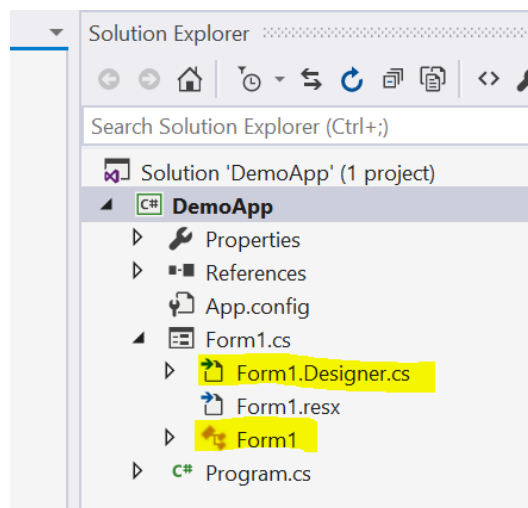 Solution Explorer
Search Solution Explorer (Ctrl+;)
Solution 'DemoApp' (1 project)
C# DemoApp
Properties
References
App.config
Form1.cs
Form1.Designer.cs
Form1.resx
Form1
C# Program.cs